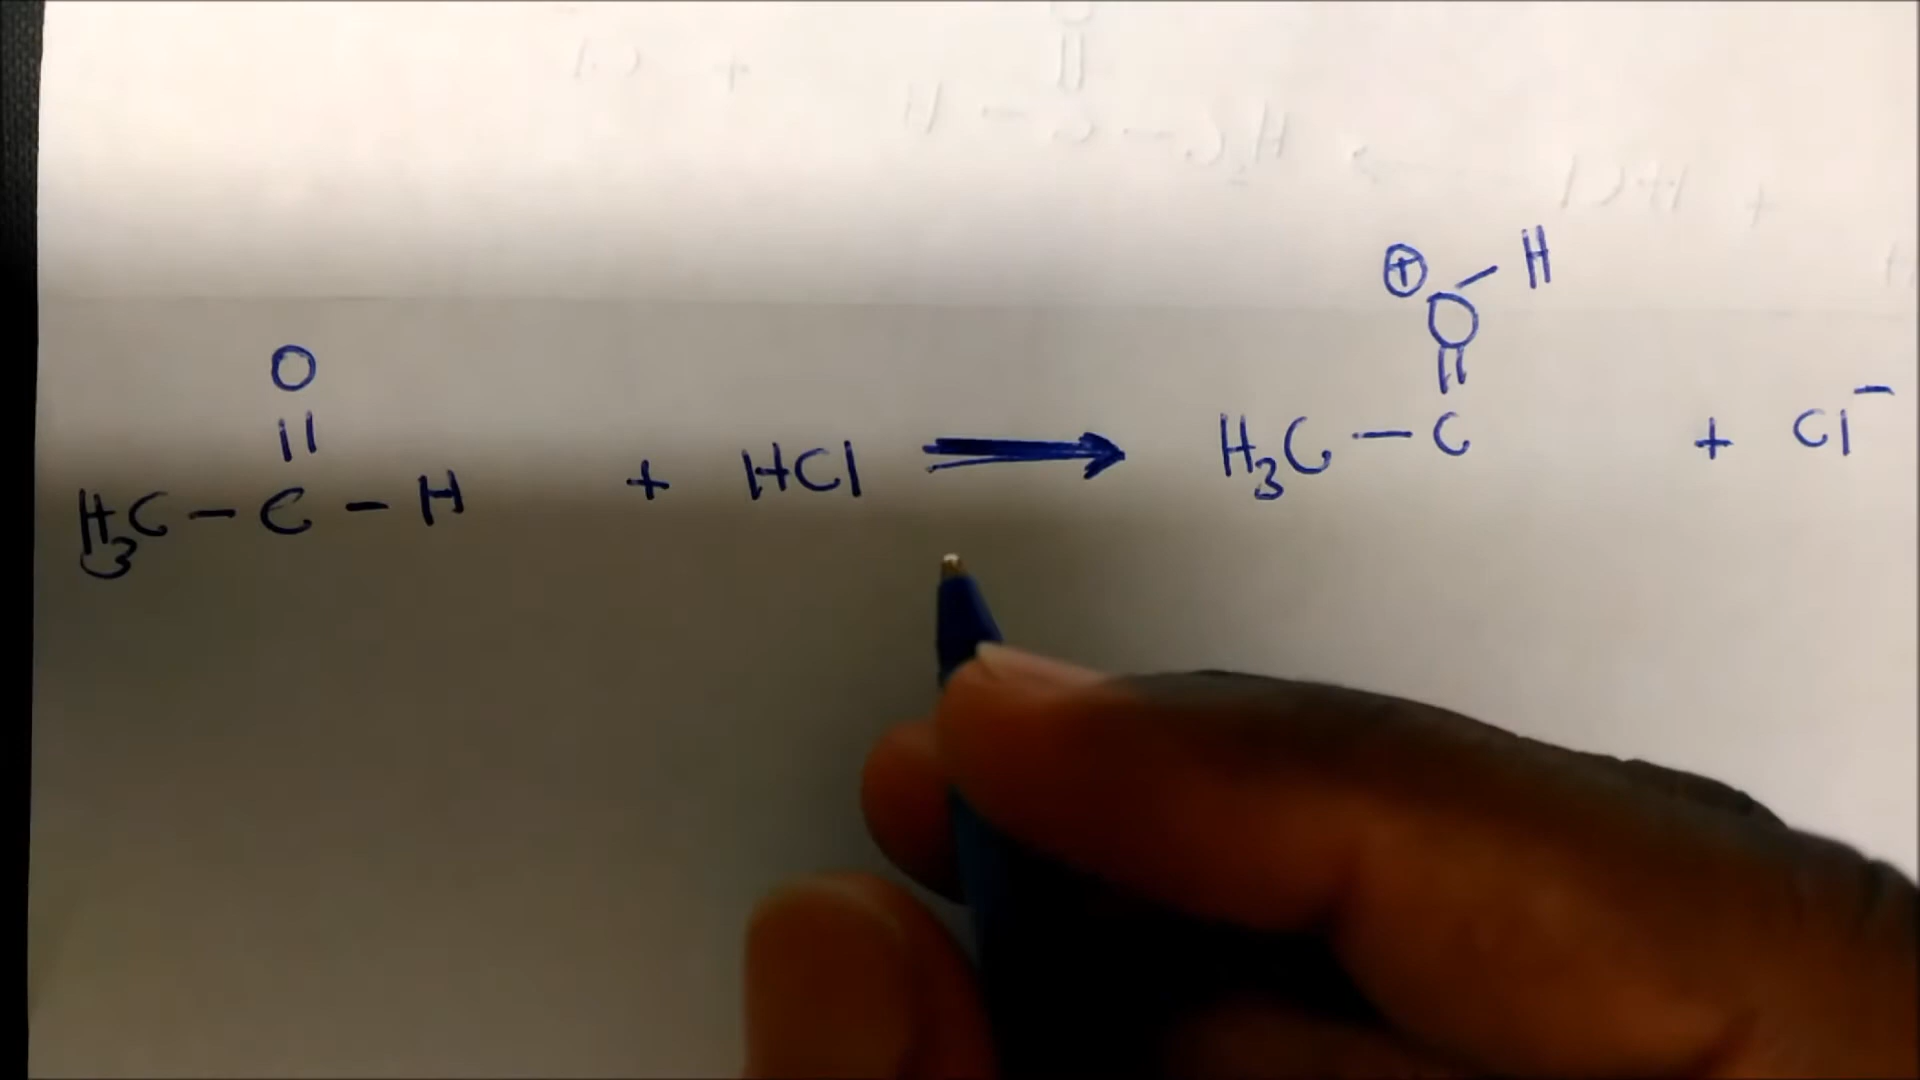 ⊕ O – H
O
||
||
H₃C – C – H + HCl ⟶ H₃C – C + Cl⁻